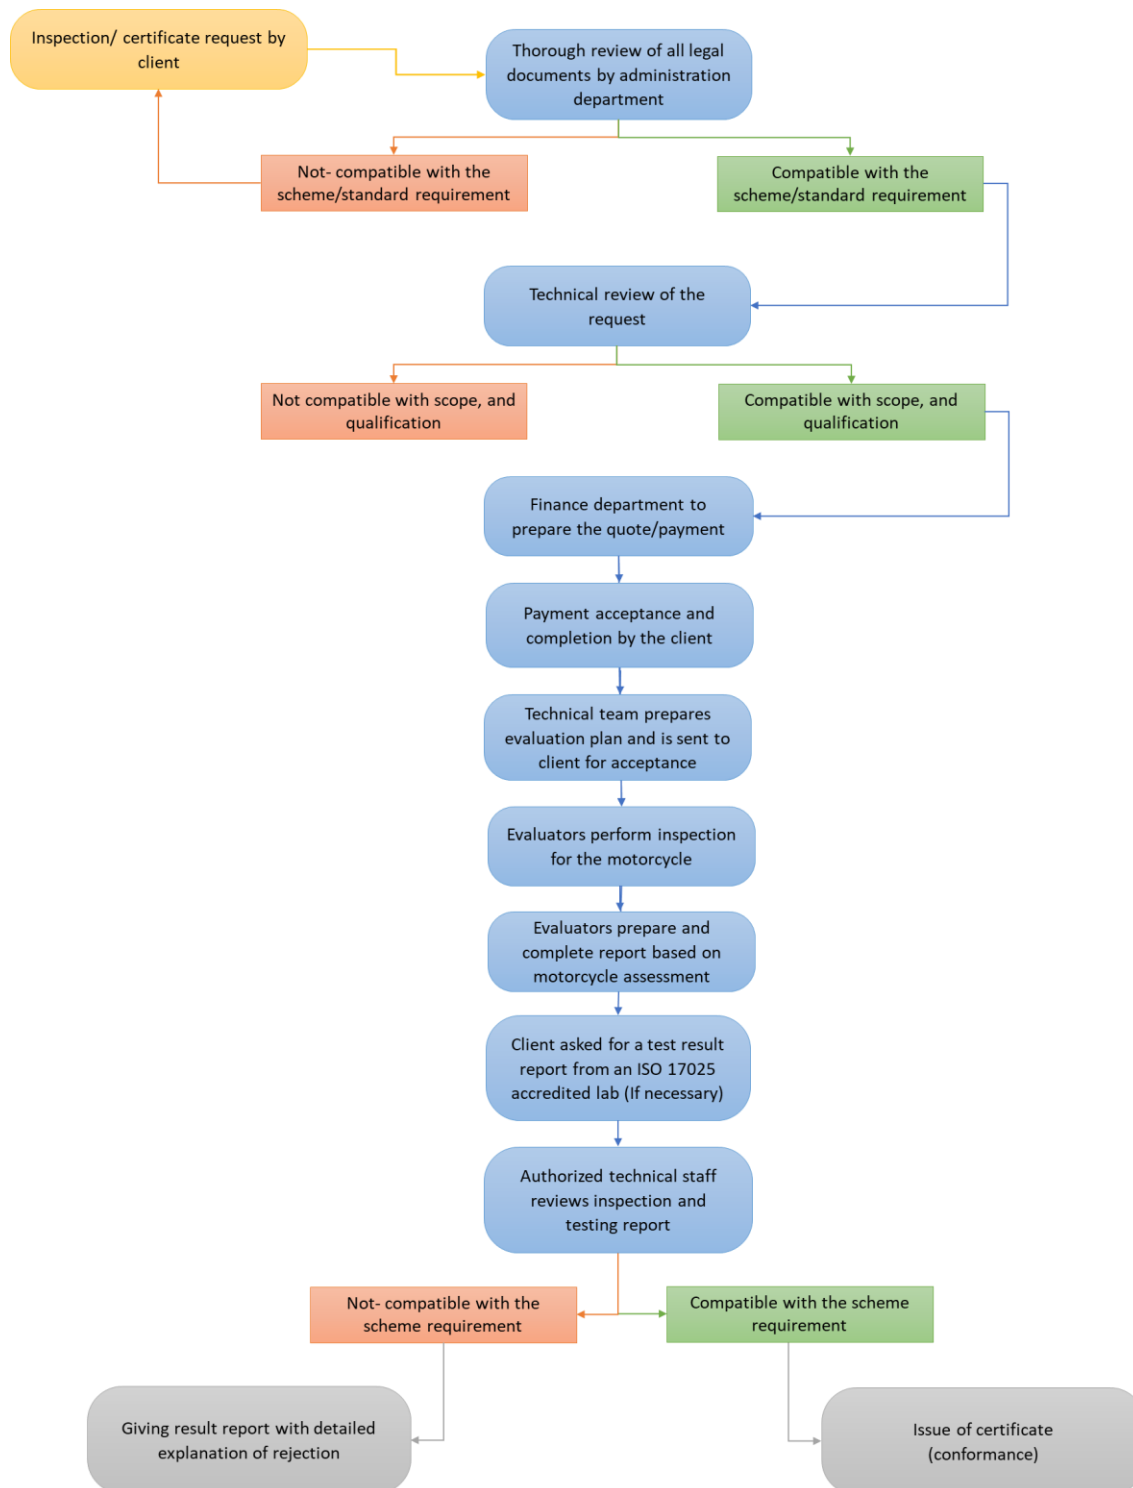 Inspection/ certificate request by
client
Thorough review of all legal
documents by administration
department
Not- compatible with the
scheme/standard requirement
Compatible with the
scheme/standard requirement
Technical review of the
request
Not compatible with scope, and
qualification
Compatible with scope, and
qualification
Finance department to
prepare the quote/payment
Payment acceptance and
completion by the client
Technical team prepares
evaluation plan and is sent to
client for acceptance
Evaluators perform inspection
for the motorcycle
Evaluators prepare and
complete report based on
motorcycle assessment
Client asked for a test result
report from an ISO 17025
accredited lab (If necessary)
Authorized technical staff
reviews inspection and
testing report
Not- compatible with the
scheme requirement
Compatible with the scheme
requirement
Giving result report with detailed
explanation of rejection
Issue of certificate
(conformance)